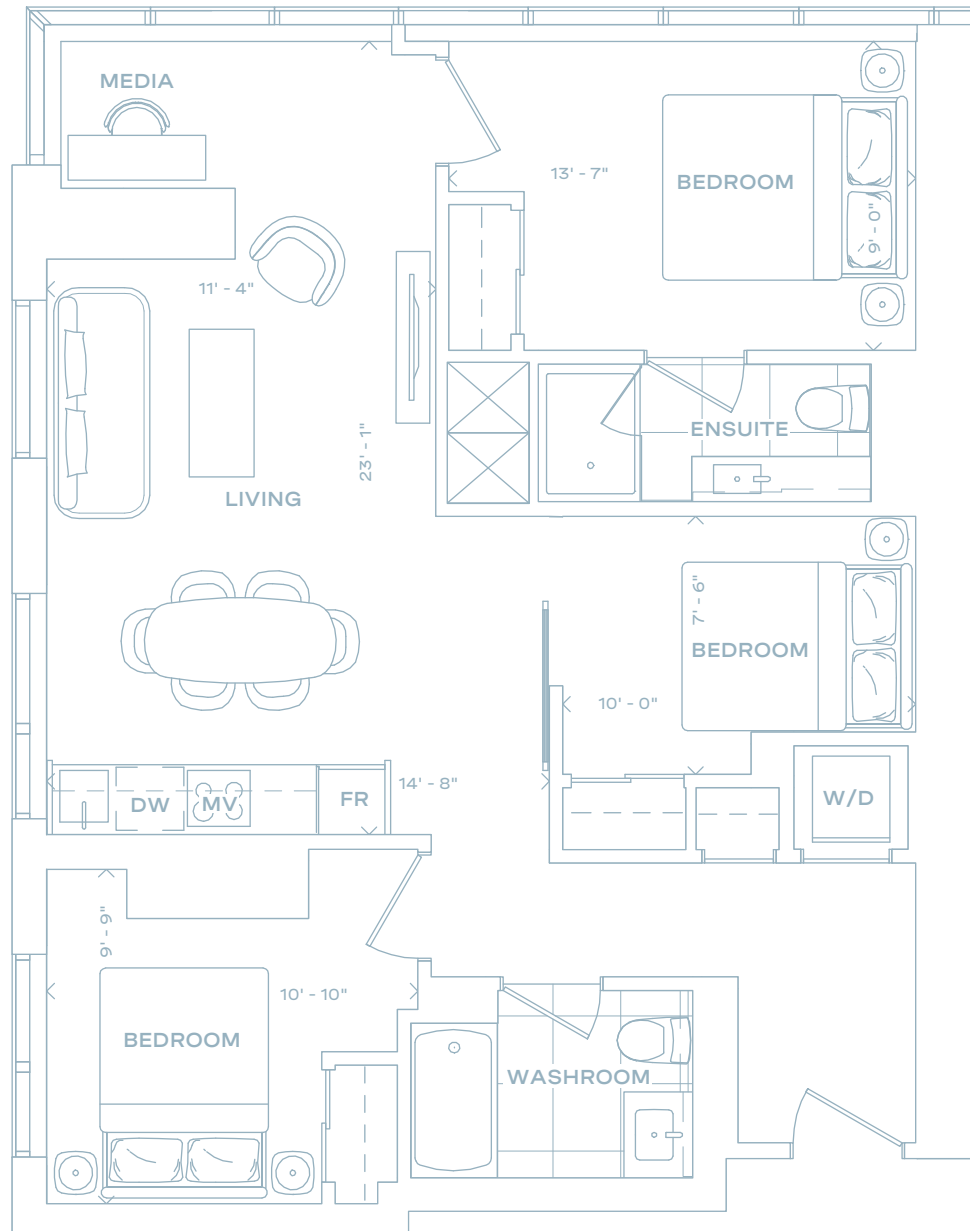 MEDIA
13' - 7"
BEDROOM
9' - 0"
11' - 4"
ENSUITE
23' - 1"
LIVING
7' - 6"
BEDROOM
10' - 0"
14' - 8"
DW
MV
FR
W/D
9' - 9"
10' - 10"
BEDROOM
WASHROOM